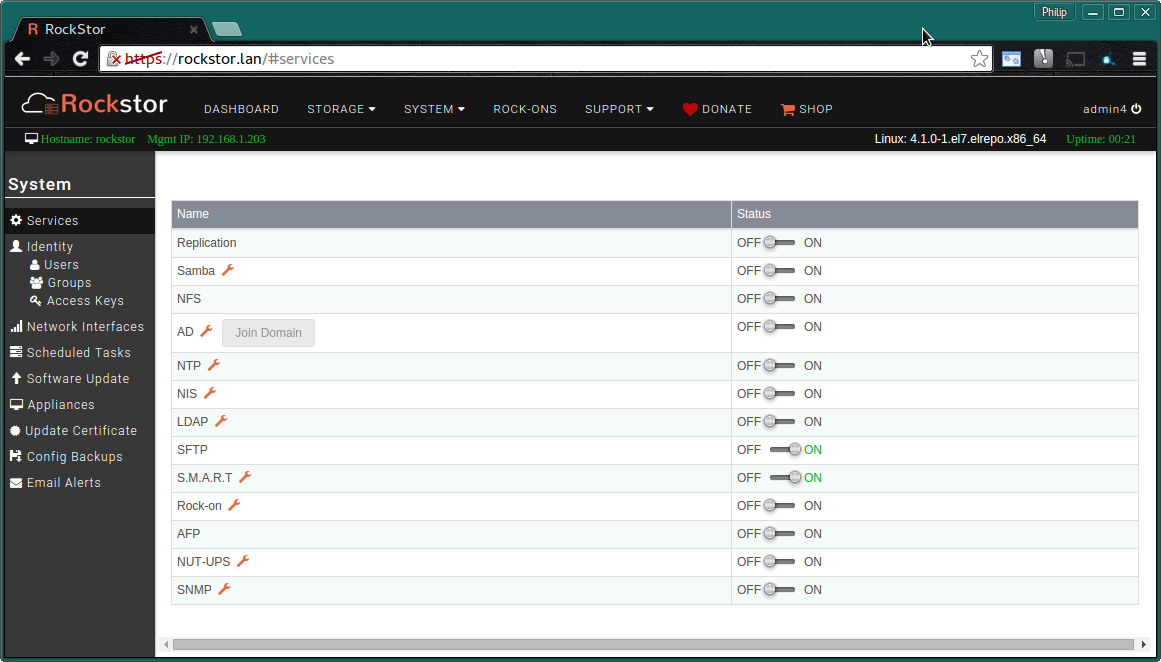 Philip
R RockStor
https://rockstor.lan/#services
Rockstor DASHBOARD STORAGE SYSTEM ROCK-ONS SUPPORT DONATE SHOP admin4
Hostname: rockstor Mgmt IP: 192.168.1.203 Linux: 4.1.0-1.el7.elrepo.x86_64 Uptime: 00:21
System
Services
Identity
Users
Groups
Access Keys
Network Interfaces
Scheduled Tasks
Software Update
Appliances
Update Certificate
Config Backups
Email Alerts
Name Status
Replication OFF ON
Samba OFF ON
NFS OFF ON
AD Join Domain OFF ON
NTP OFF ON
NIS OFF ON
LDAP OFF ON
SFTP OFF ON
S.M.A.R.T OFF ON
Rock-on OFF ON
AFP OFF ON
NUT-UPS OFF ON
SNMP OFF ON